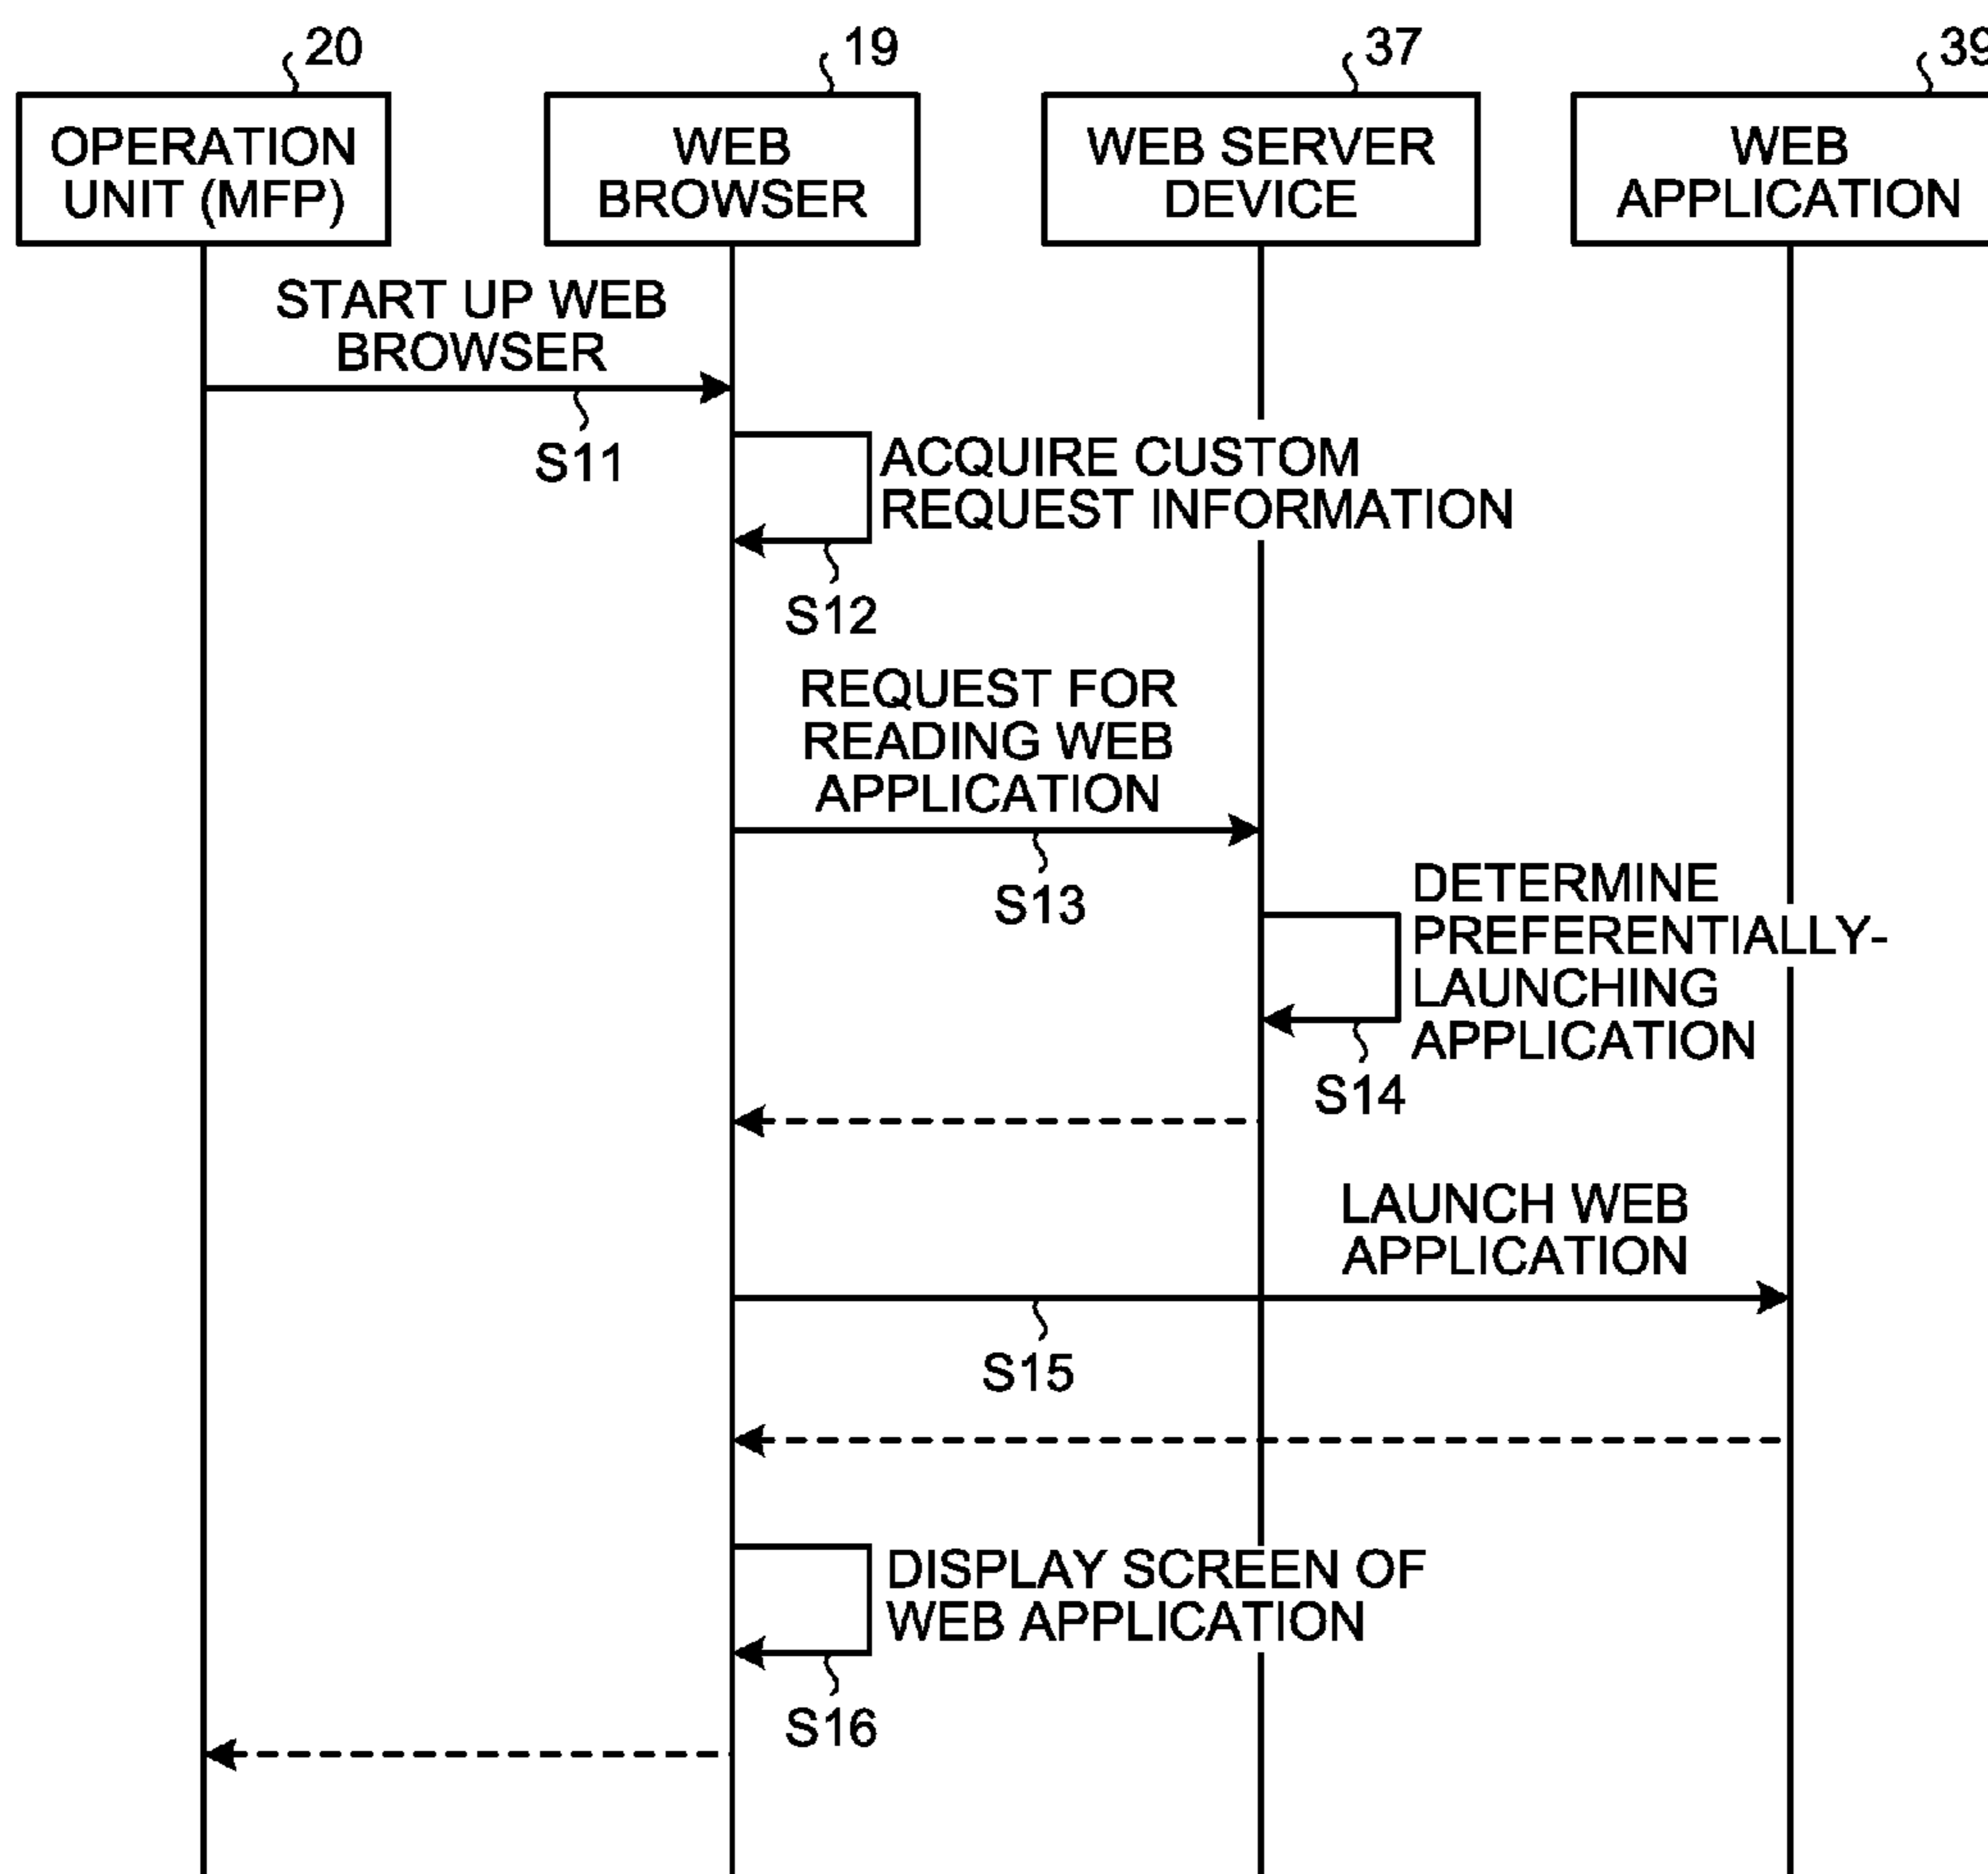 20
19
37
39
OPERATION
UNIT (MFP)
WEB
BROWSER
WEB SERVER
DEVICE
WEB
APPLICATION
START UP WEB
BROWSER
S11
ACQUIRE CUSTOM
REQUEST INFORMATION
S12
REQUEST FOR
READING WEB
APPLICATION
S13
DETERMINE
PREFERENTIALLY-
LAUNCHING
APPLICATION
S14
LAUNCH WEB
APPLICATION
S15
DISPLAY SCREEN OF
WEB APPLICATION
S16